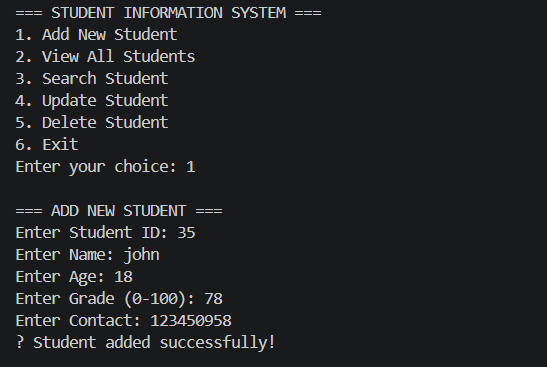 === STUDENT INFORMATION SYSTEM ===
1. Add New Student
2. View All Students
3. Search Student
4. Update Student
5. Delete Student
6. Exit
Enter your choice: 1
=== ADD NEW STUDENT ===
Enter Student ID: 35
Enter Name: john
Enter Age: 18
Enter Grade (0-100): 78
Enter Contact: 123450958
? Student added successfully!